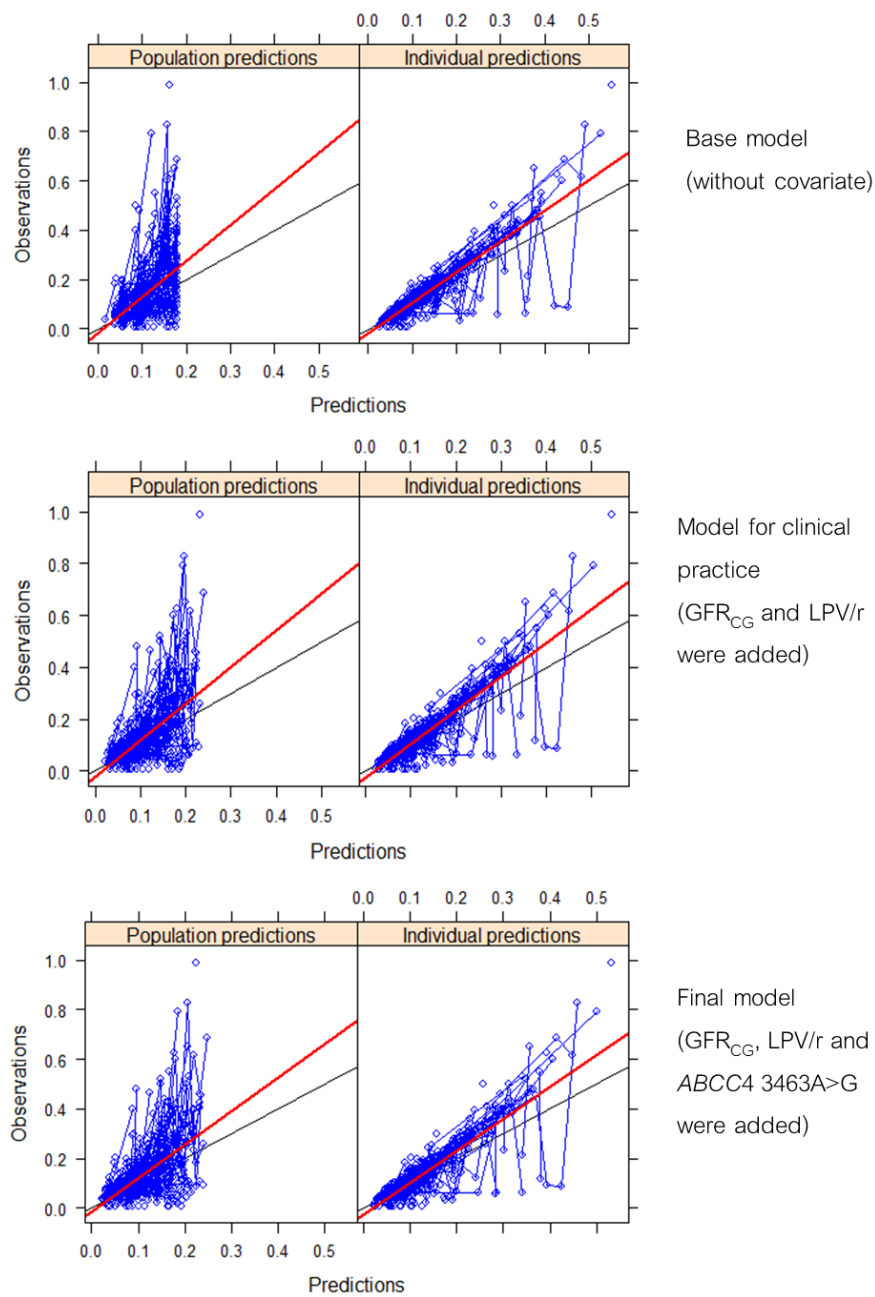 0.0 0.1 0.2 0.3 0.4 0.5
Population predictions Individual predictions
1.0
0.8
0.6
0.4
0.2
0.0
Observations
0.0 0.1 0.2 0.3 0.4 0.5
Predictions
Base model
(without covariate)
0.0 0.1 0.2 0.3 0.4 0.5
Population predictions Individual predictions
1.0
0.8
0.6
0.4
0.2
0.0
Observations
0.0 0.1 0.2 0.3 0.4 0.5
Predictions
Model for clinical
practice
(GFRCG and LPV/r
were added)
0.0 0.1 0.2 0.3 0.4 0.5
Population predictions Individual predictions
1.0
0.8
0.6
0.4
0.2
0.0
Observations
0.0 0.1 0.2 0.3 0.4 0.5
Predictions
Final model
(GFRCG, LPV/r and
ABCC4 3463A>G
were added)